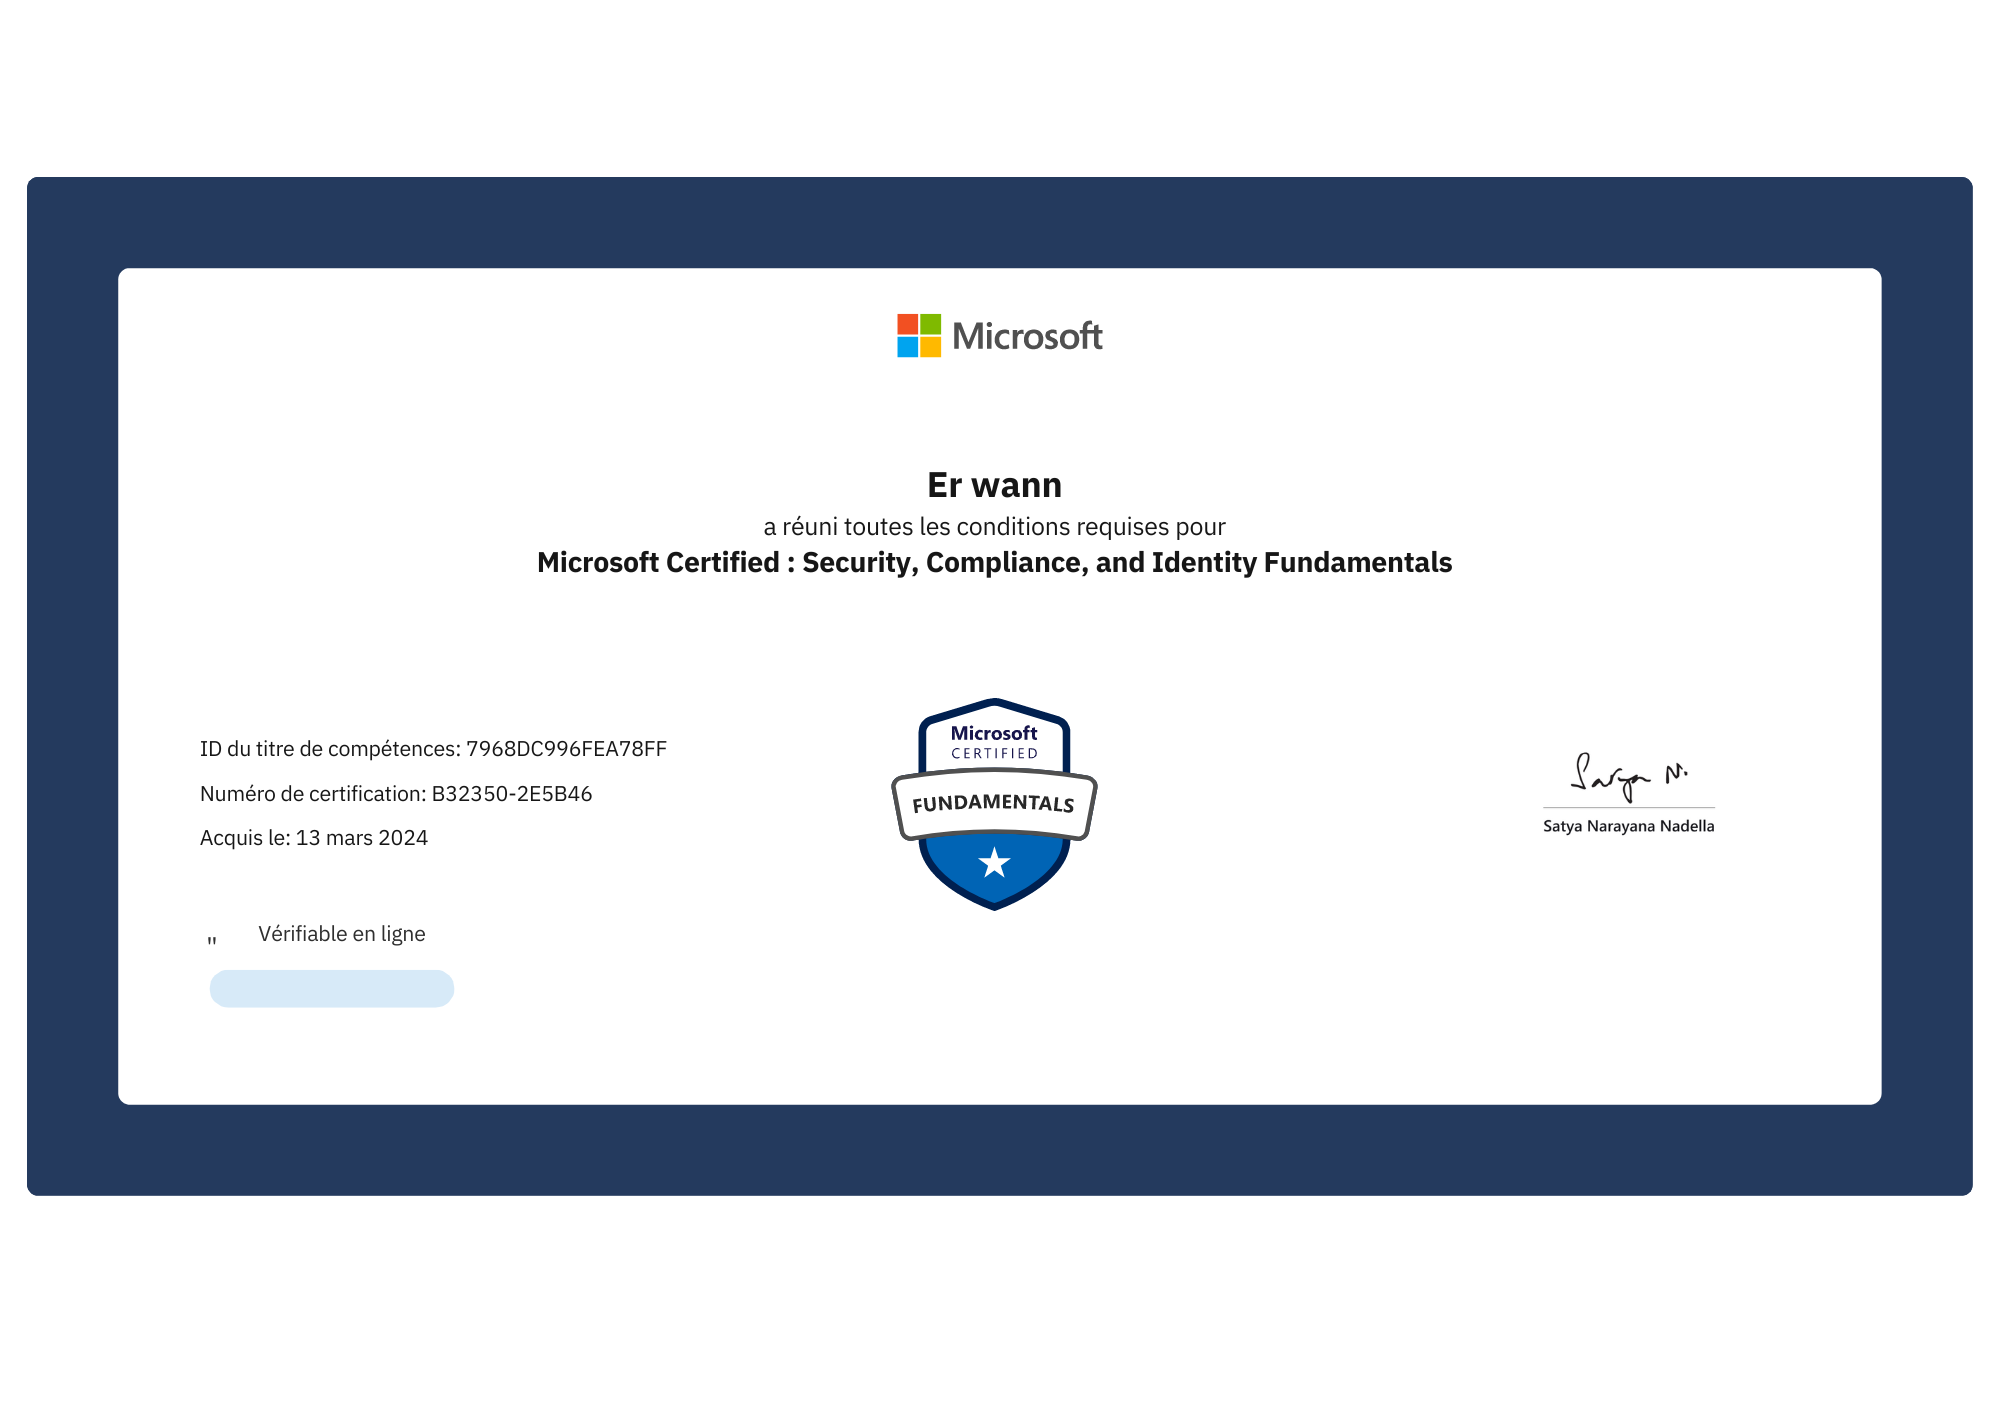 Microsoft
Er wann
a réuni toutes les conditions requises pour
Microsoft Certified : Security, Compliance, and Identity Fundamentals
ID du titre de compétences: 7968DC996FEA78FF
Numéro de certification: B32350-2E5B46
Acquis le: 13 mars 2024
Microsoft
CERTIFIED
FUNDAMENTALS
Satya N.
Satya Narayana Nadella
" Vérifiable en ligne